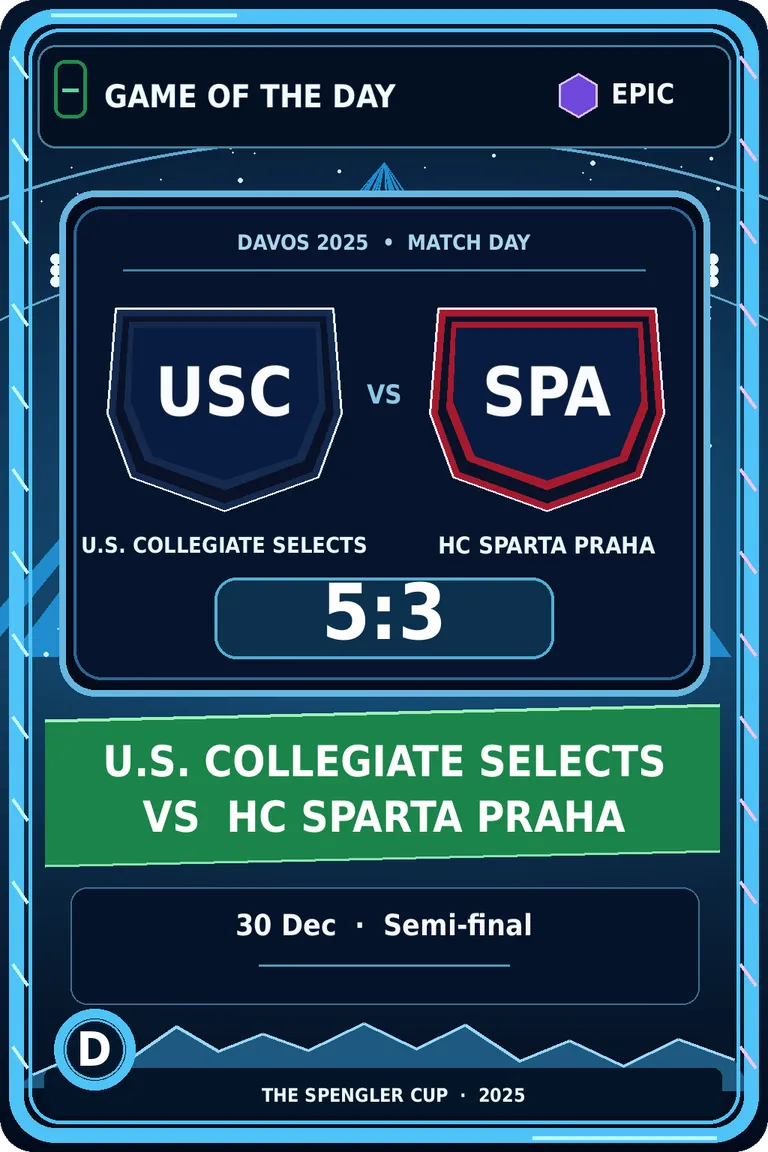 GAME OF THE DAY
EPIC
DAVOS 2025 • MATCH DAY
USC
VS
SPA
U.S. COLLEGIATE SELECTS
HC SPARTA PRAHA
5:3
U.S. COLLEGIATE SELECTS
VS HC SPARTA PRAHA
30 Dec · Semi-final
D
THE SPENGLER CUP · 2025